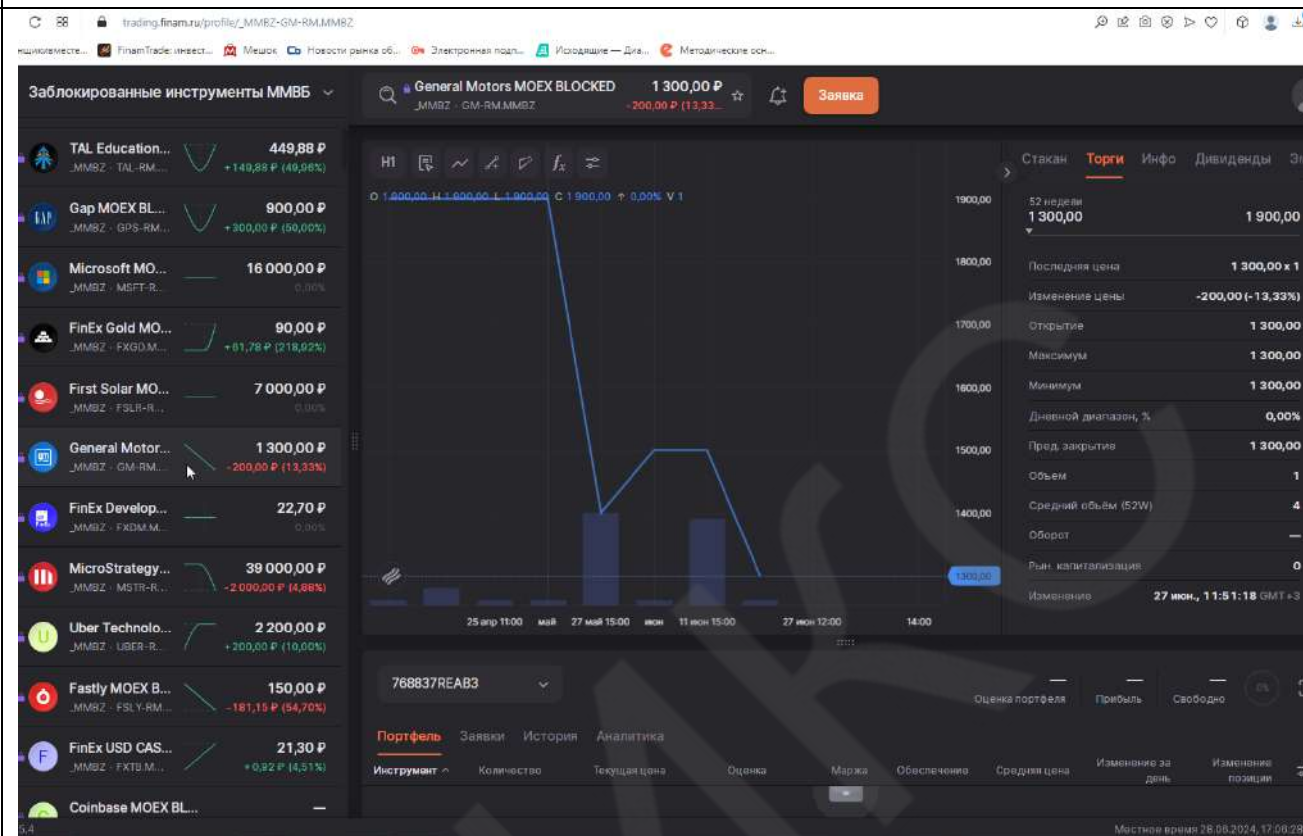 trading.finam.ru/profile/_MMBZ-GM-RM.MMBZ
нщиковместе... FinamTrade: инвест... Мешок Новости рынка об... Электронная подп... Исходящие — Диа... Методические осн...
Заблокированные инструменты ММВБ
General Motors MOEX BLOCKED 1 300,00 ₽
_MMBZ · GM-RM.MMBZ -200,00 ₽ (13,33...
Заявка
TAL Education... 449,88 ₽
_MMBZ · TAL-RM.... +149,88 ₽ (49,96%)
Gap MOEX BL... 900,00 ₽
_MMBZ · GPS-RM.... +300,00 ₽ (50,00%)
Microsoft MO... 16 000,00 ₽
_MMBZ · MSFT-R... 0,00%
FinEx Gold MO... 90,00 ₽
_MMBZ · FXGD.M... +61,78 ₽ (218,92%)
First Solar MO... 7 000,00 ₽
_MMBZ · FSLR-R... 0,00%
General Motor... 1 300,00 ₽
_MMBZ · GM-RM.... -200,00 ₽ (13,33%)
FinEx Develop... 22,70 ₽
_MMBZ · FXDM.M... 0,00%
MicroStrategy... 39 000,00 ₽
_MMBZ · MSTR-R... -2 000,00 ₽ (4,88%)
Uber Technolo... 2 200,00 ₽
_MMBZ · UBER-R... +200,00 ₽ (10,00%)
Fastly MOEX B... 150,00 ₽
_MMBZ · FSLY-RM... -181,15 ₽ (54,70%)
FinEx USD CAS... 21,30 ₽
_MMBZ · FXTB.M... +0,92 ₽ (4,51%)
Coinbase MOEX BL... —
5.4
H1
O 1 900,00 H 1 900,00 L 1 900,00 C 1 900,00 0,00% V 1
1900,00
1800,00
1700,00
1600,00
1500,00
1400,00
1300,00
25 апр 11:00 май 27 май 15:00 июн 11 июн 15:00 27 июн 12:00 14:00
Стакан Торги Инфо Дивиденды
52 недели
1 300,00 1 900,00
Последняя цена 1 300,00 x 1
Изменение цены -200,00 (-13,33%)
Открытие 1 300,00
Максимум 1 300,00
Минимум 1 300,00
Дневной диапазон, % 0,00%
Пред. закрытие 1 300,00
Объем 1
Средний объём (52W) 4
Оборот —
Рын. капитализация 0
Изменение 27 июн., 11:51:18 GMT+3
768837REAB3
— — —
Оценка портфеля Прибыль Свободно 0%
Портфель Заявки История Аналитика
Инструмент Количество Текущая цена Оценка Маржа Обеспечение Средняя цена Изменение за день Изменение позиции
Местное время 28.06.2024, 17:06:28